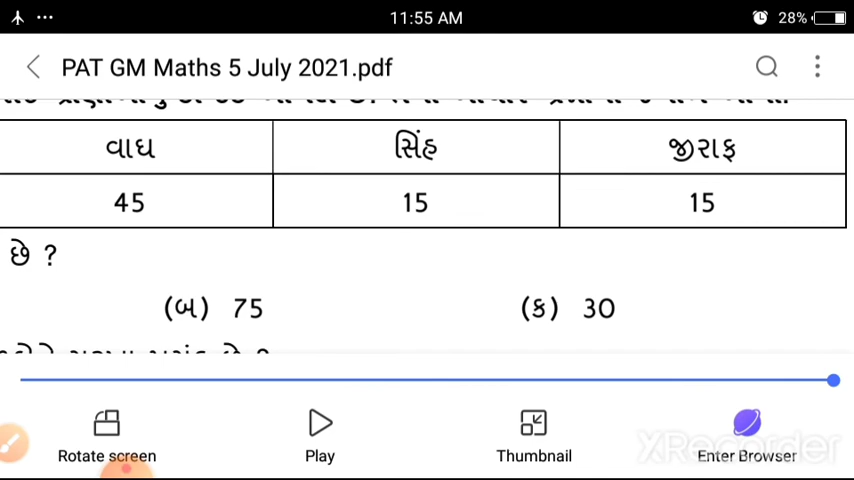 11:55 AM 28%
PAT GM Maths 5 July 2021.pdf
વાઘ સિંહ જીરાફ
45 15 15
છે ?
(બ) 75 (ક) 30
Rotate screen Play Thumbnail Enter Browser
XRecorder